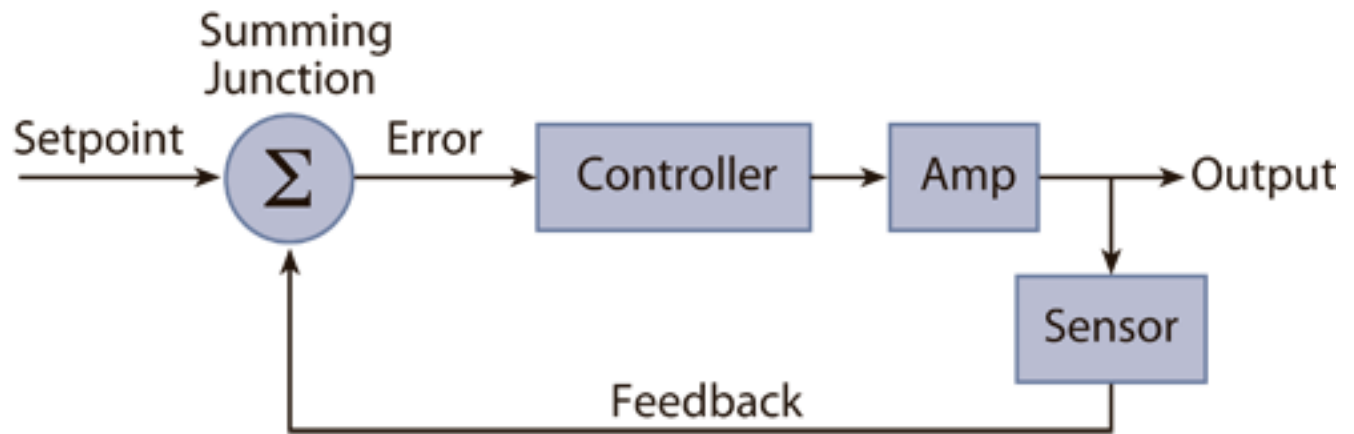 Summing
Junction
Setpoint
Σ
Error
Controller
Amp
Output
Sensor
Feedback